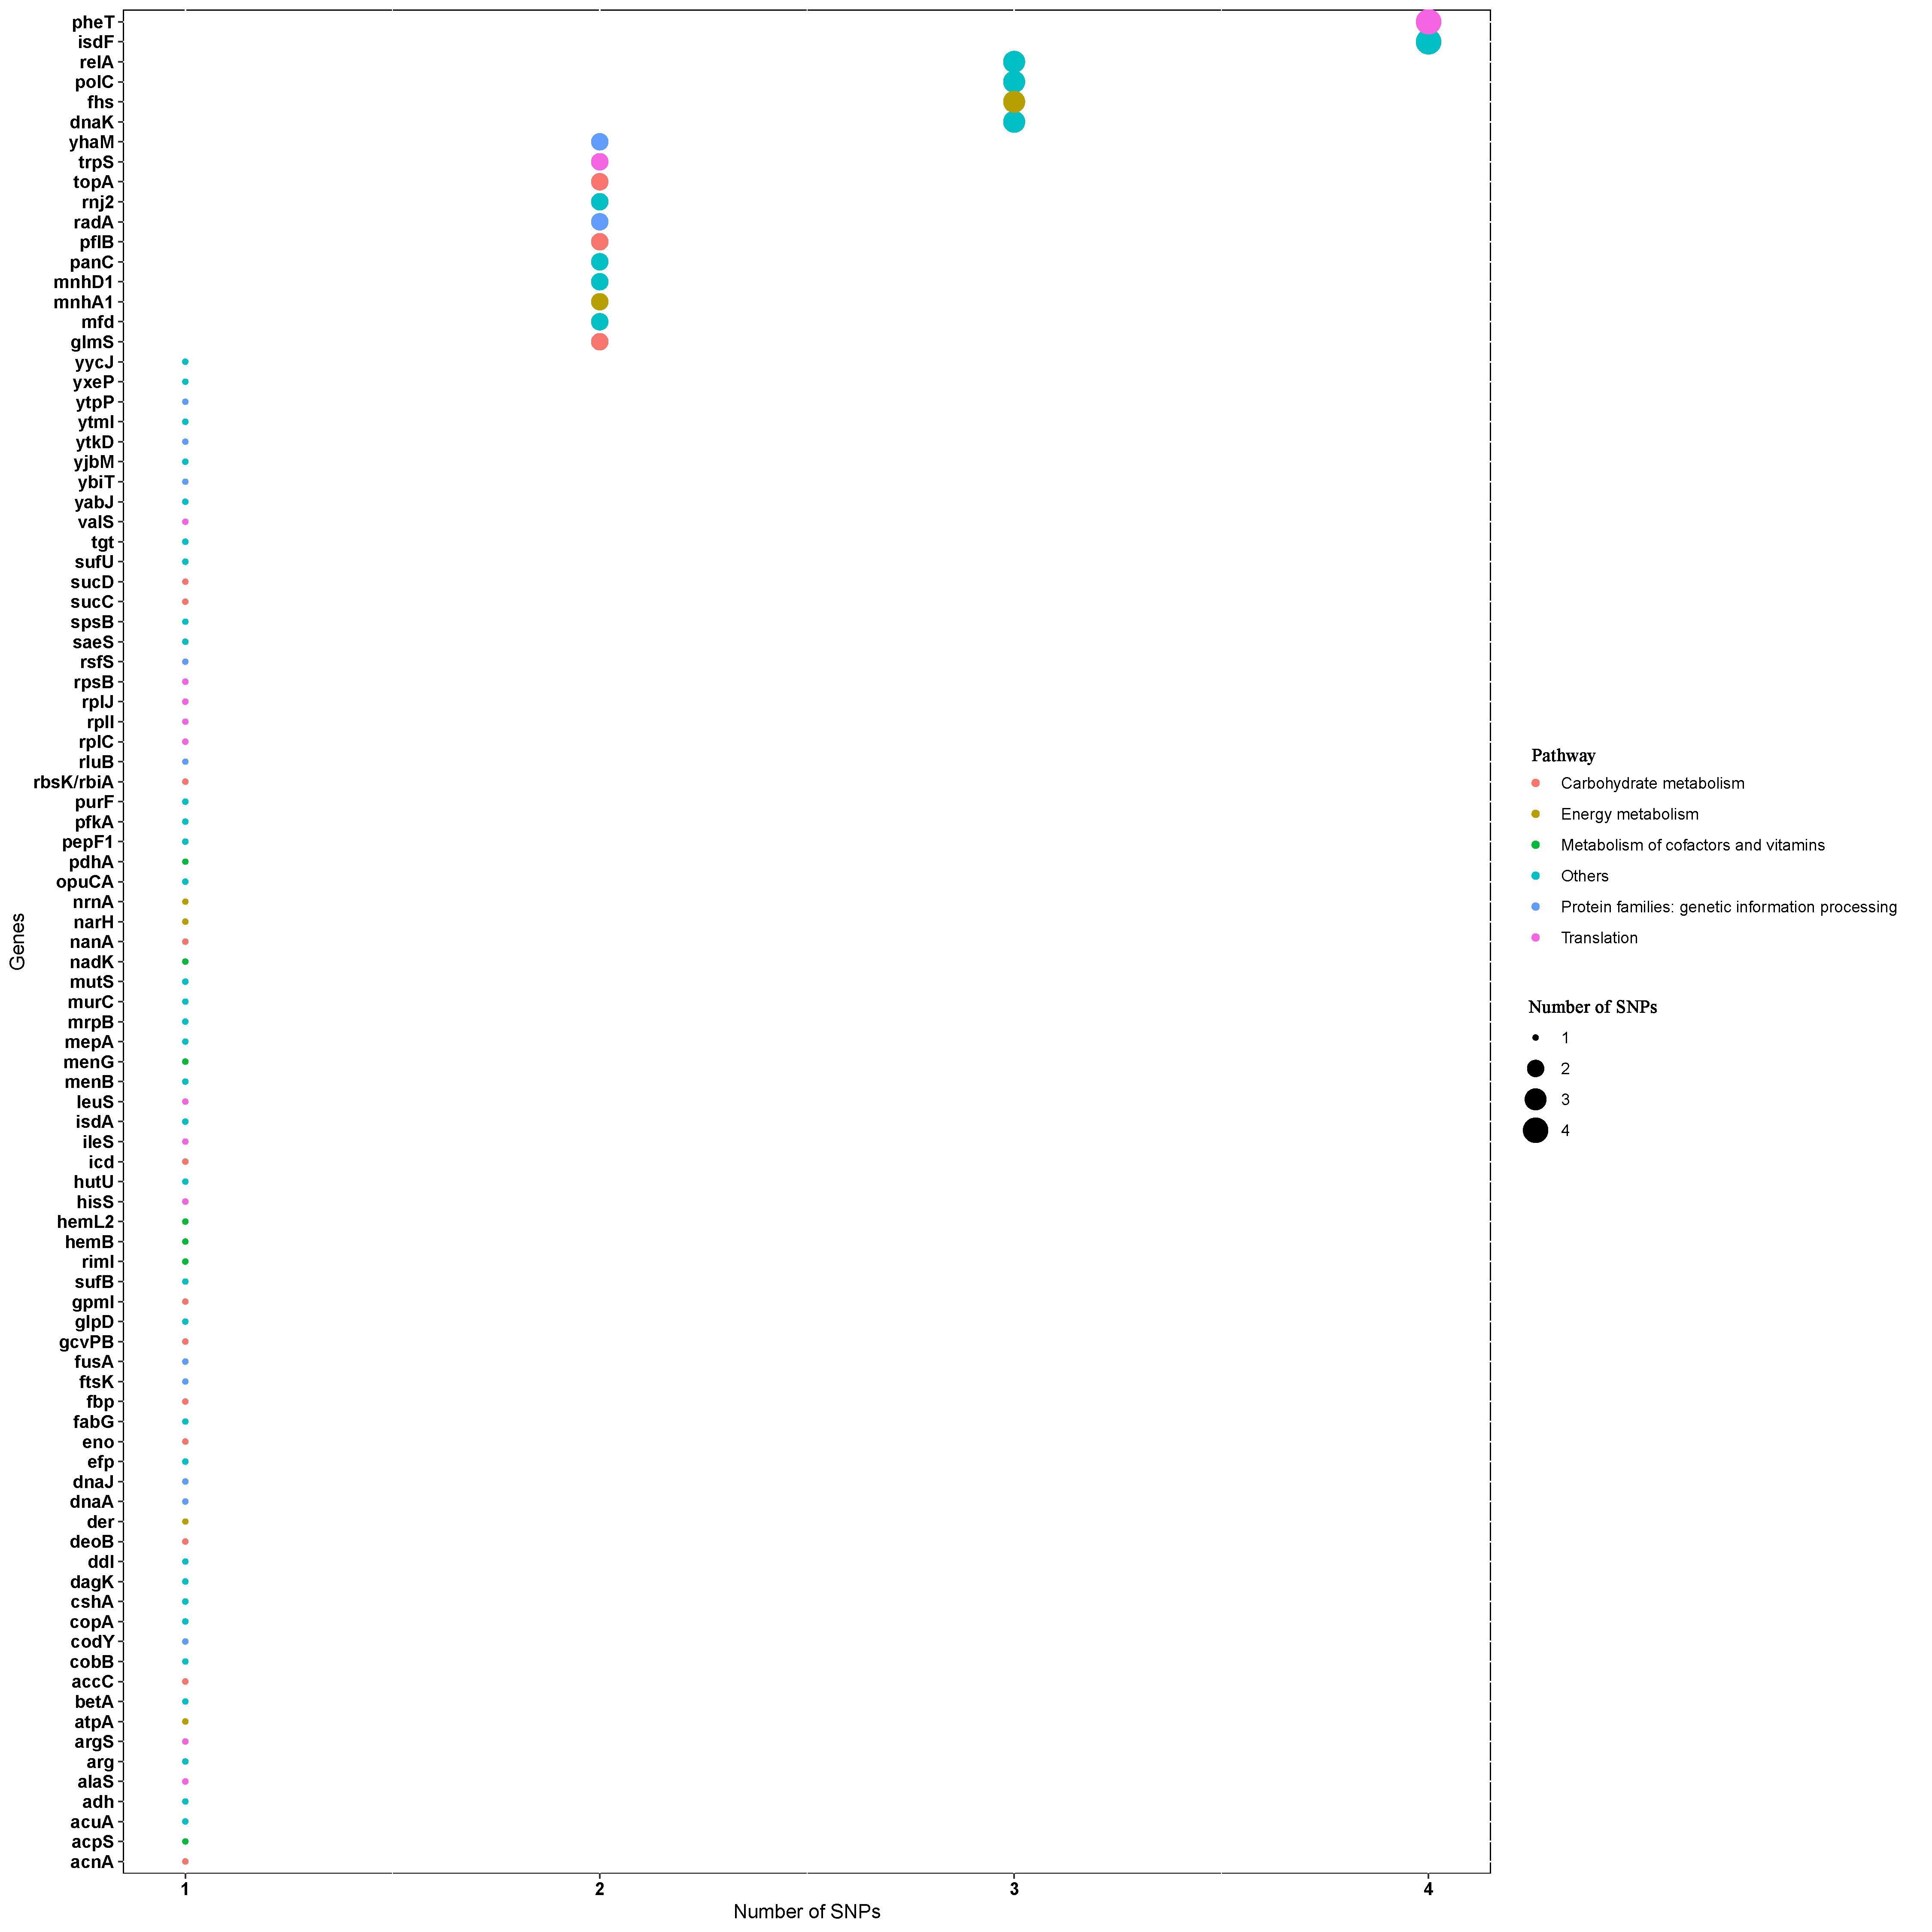 pheT
isdF
relA
polC
fhs
dnaK
yhaM
trpS
topA
rnj2
radA
pflB
panC
mnhD1
mnhA1
mfd
glmS
yycJ
yxeP
ytpP
ytmI
ytkD
yjbM
ybiT
yabJ
valS
tgt
sufU
sucD
sucC
spsB
saeS
rsfS
rpsB
rplJ
rplI
rplC
rluB
rbsK/rbiA
purF
pfkA
pepF1
pdhA
opuCA
nrnA
narH
nanA
nadK
mutS
murC
mrpB
mepA
menG
menB
leuS
isdA
ileS
icd
hutU
hisS
hemL2
hemB
rimI
sufB
gpmI
glpD
gcvPB
fusA
ftsK
fbp
fabG
eno
efp
dnaJ
dnaA
der
deoB
ddl
dagK
cshA
copA
codY
cobB
accC
betA
atpA
argS
arg
alaS
adh
acuA
acpS
acnA
Genes
1 2 3 4
Number of SNPs
Pathway
Carbohydrate metabolism
Energy metabolism
Metabolism of cofactors and vitamins
Others
Protein families: genetic information processing
Translation
Number of SNPs
1
2
3
4